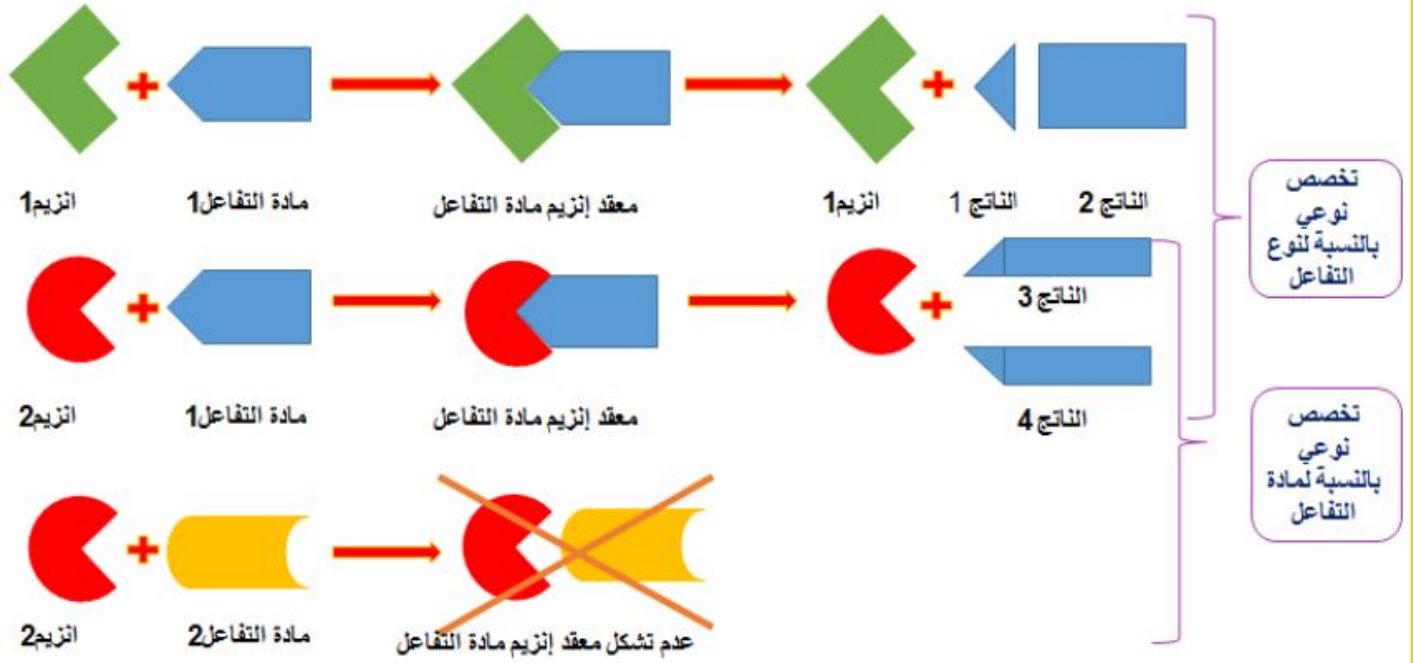 انزيم1
مادة التفاعل1
معقد إنزيم مادة التفاعل
انزيم1
الناتج 1
الناتج 2
انزيم2
مادة التفاعل1
معقد إنزيم مادة التفاعل
الناتج 3
الناتج 4
انزيم2
مادة التفاعل2
عدم تشكل معقد إنزيم مادة التفاعل
تخصص
نوعي
بالنسبة لنوع
التفاعل
تخصص
نوعي
بالنسبة لمادة
التفاعل